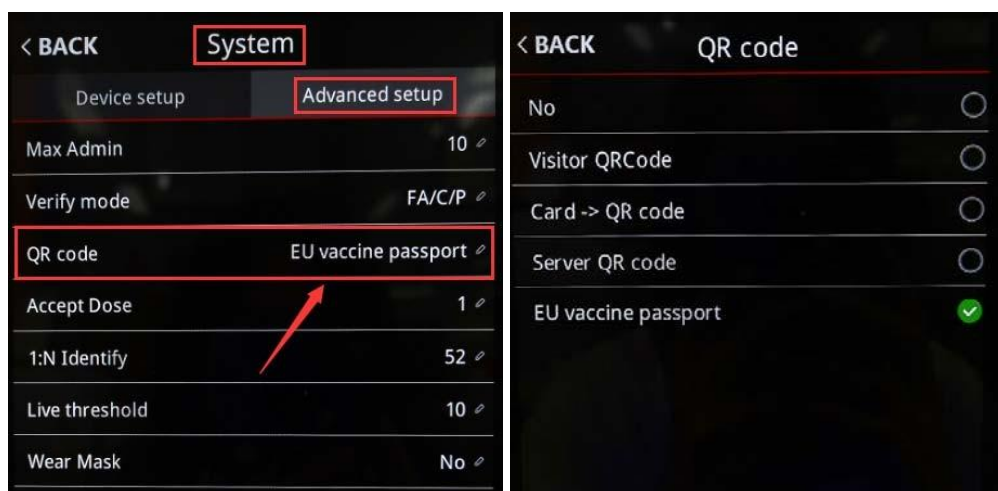 < BACK
System
Device setup
Advanced setup
Max Admin 10
Verify mode FA/C/P
QR code EU vaccine passport
Accept Dose 1
1:N Identify 52
Live threshold 10
Wear Mask No
< BACK
QR code
No
Visitor QRCode
Card -> QR code
Server QR code
EU vaccine passport